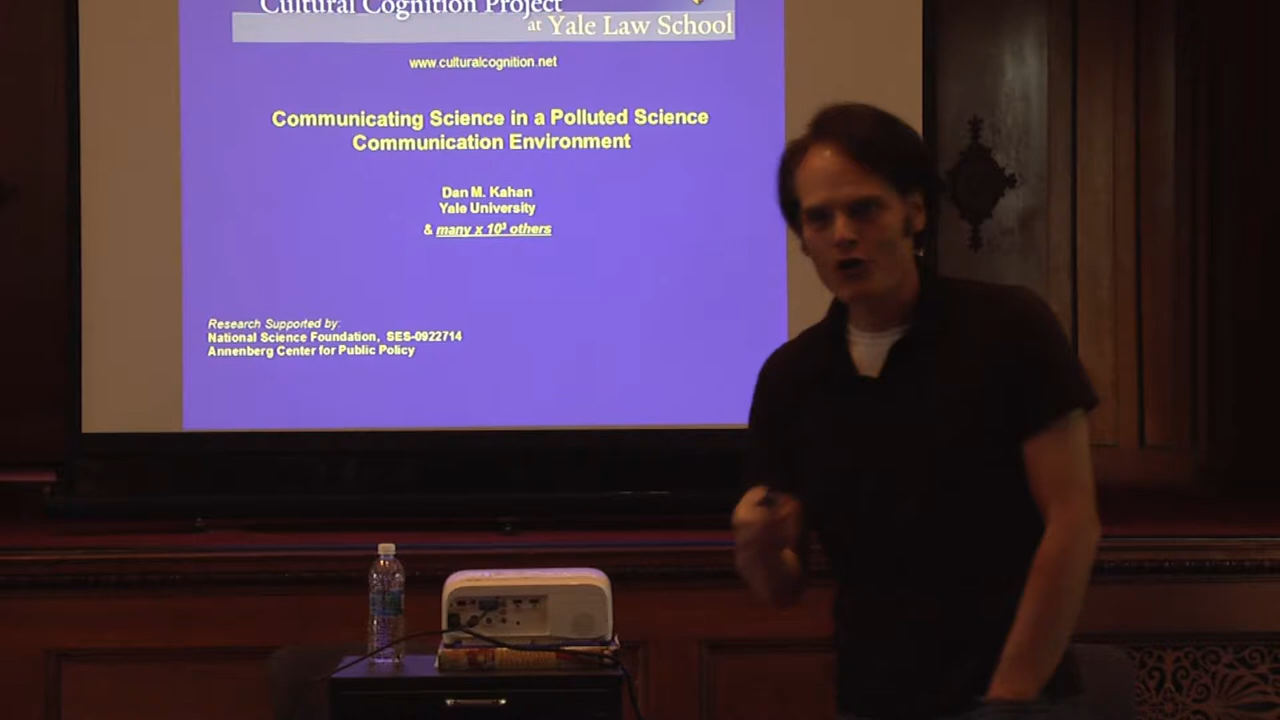 Cultural Cognition Project
at Yale Law School
www.culturalcognition.net
Communicating Science in a Polluted Science
Communication Environment
Dan M. Kahan
Yale University
& many x 10³ others
Research Supported by:
National Science Foundation, SES-0922714
Annenberg Center for Public Policy